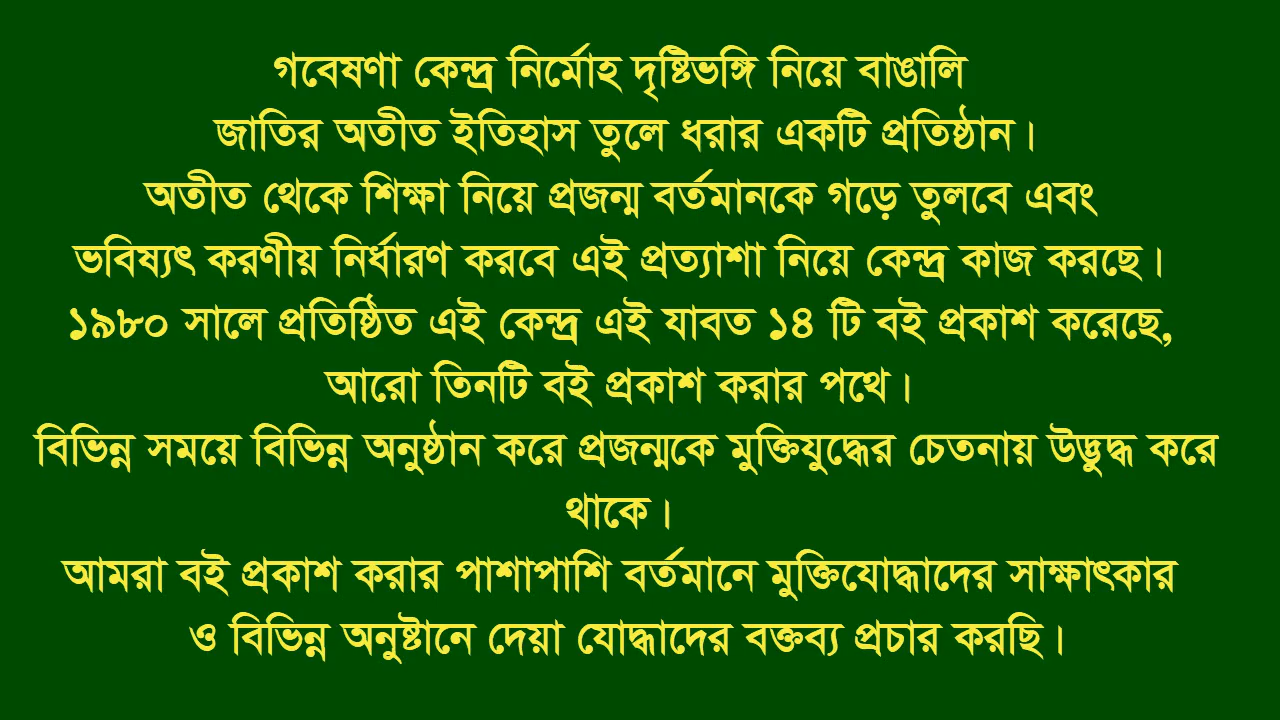 গবেষণা কেন্দ্র নির্মোহ দৃষ্টিভঙ্গি নিয়ে বাঙালি
জাতির অতীত ইতিহাস তুলে ধরার একটি প্রতিষ্ঠান।
অতীত থেকে শিক্ষা নিয়ে প্রজন্ম বর্তমানকে গড়ে তুলবে এবং
ভবিষ্যৎ করণীয় নির্ধারণ করবে এই প্রত্যাশা নিয়ে কেন্দ্র কাজ করছে।
১৯৮০ সালে প্রতিষ্ঠিত এই কেন্দ্র এই যাবত ১৪ টি বই প্রকাশ করেছে,
আরো তিনটি বই প্রকাশ করার পথে।
বিভিন্ন সময়ে বিভিন্ন অনুষ্ঠান করে প্রজন্মকে মুক্তিযুদ্ধের চেতনায় উদ্ভুদ্ধ করে
থাকে।
আমরা বই প্রকাশ করার পাশাপাশি বর্তমানে মুক্তিযোদ্ধাদের সাক্ষাৎকার
ও বিভিন্ন অনুষ্টানে দেয়া যোদ্ধাদের বক্তব্য প্রচার করছি।